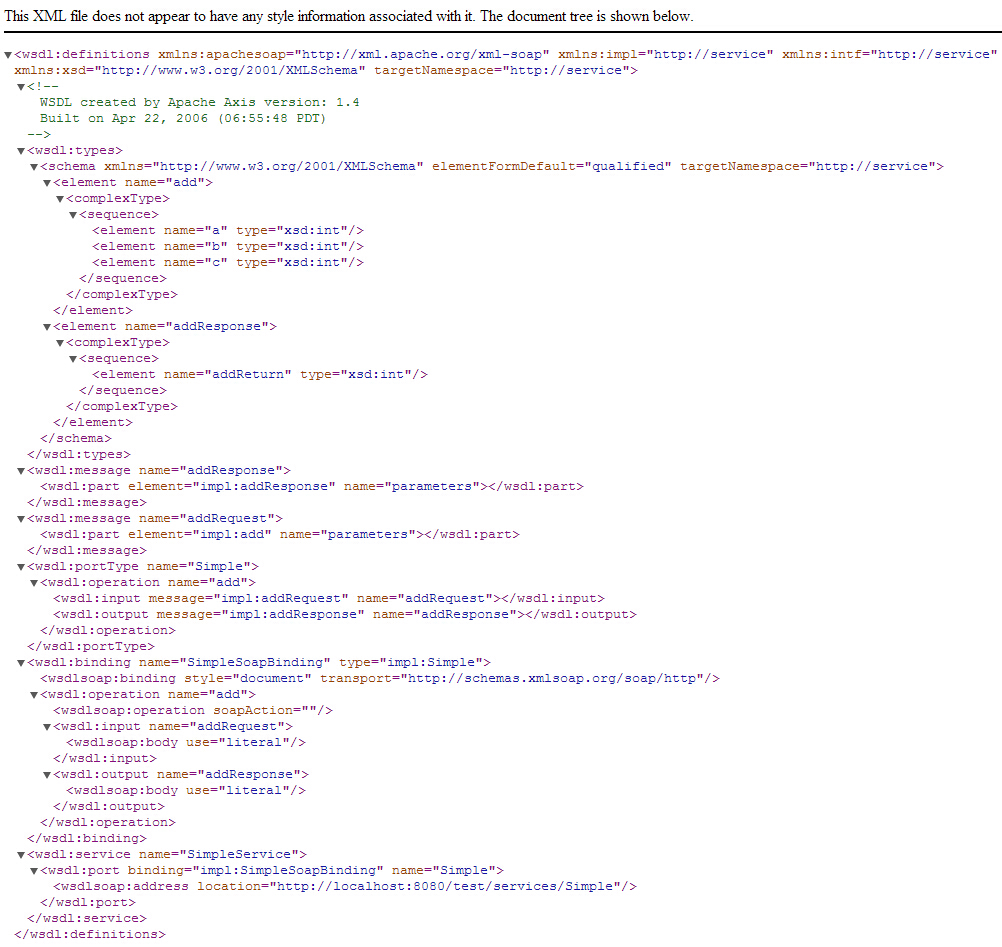 This XML file does not appear to have any style information associated with it. The document tree is shown below.
▼<wsdl:definitions xmlns:apachesoap="http://xml.apache.org/xml-soap" xmlns:impl="http://service" xmlns:intf="http://service"
xmlns:xsd="http://www.w3.org/2001/XMLSchema" targetNamespace="http://service">
▼<!--
WSDL created by Apache Axis version: 1.4
Built on Apr 22, 2006 (06:55:48 PDT)
-->
▼<wsdl:types>
▼<schema xmlns="http://www.w3.org/2001/XMLSchema" elementFormDefault="qualified" targetNamespace="http://service">
▼<element name="add">
▼<complexType>
▼<sequence>
<element name="a" type="xsd:int"/>
<element name="b" type="xsd:int"/>
<element name="c" type="xsd:int"/>
</sequence>
</complexType>
</element>
▼<element name="addResponse">
▼<complexType>
▼<sequence>
<element name="addReturn" type="xsd:int"/>
</sequence>
</complexType>
</element>
</schema>
</wsdl:types>
▼<wsdl:message name="addResponse">
<wsdl:part element="impl:addResponse" name="parameters"></wsdl:part>
</wsdl:message>
▼<wsdl:message name="addRequest">
<wsdl:part element="impl:add" name="parameters"></wsdl:part>
</wsdl:message>
▼<wsdl:portType name="Simple">
▼<wsdl:operation name="add">
<wsdl:input message="impl:addRequest" name="addRequest"></wsdl:input>
<wsdl:output message="impl:addResponse" name="addResponse"></wsdl:output>
</wsdl:operation>
</wsdl:portType>
▼<wsdl:binding name="SimpleSoapBinding" type="impl:Simple">
<wsdlsoap:binding style="document" transport="http://schemas.xmlsoap.org/soap/http"/>
▼<wsdl:operation name="add">
<wsdlsoap:operation soapAction=""/>
▼<wsdl:input name="addRequest">
<wsdlsoap:body use="literal"/>
</wsdl:input>
▼<wsdl:output name="addResponse">
<wsdlsoap:body use="literal"/>
</wsdl:output>
</wsdl:operation>
</wsdl:binding>
▼<wsdl:service name="SimpleService">
▼<wsdl:port binding="impl:SimpleSoapBinding" name="Simple">
<wsdlsoap:address location="http://localhost:8080/test/services/Simple"/>
</wsdl:port>
</wsdl:service>
</wsdl:definitions>